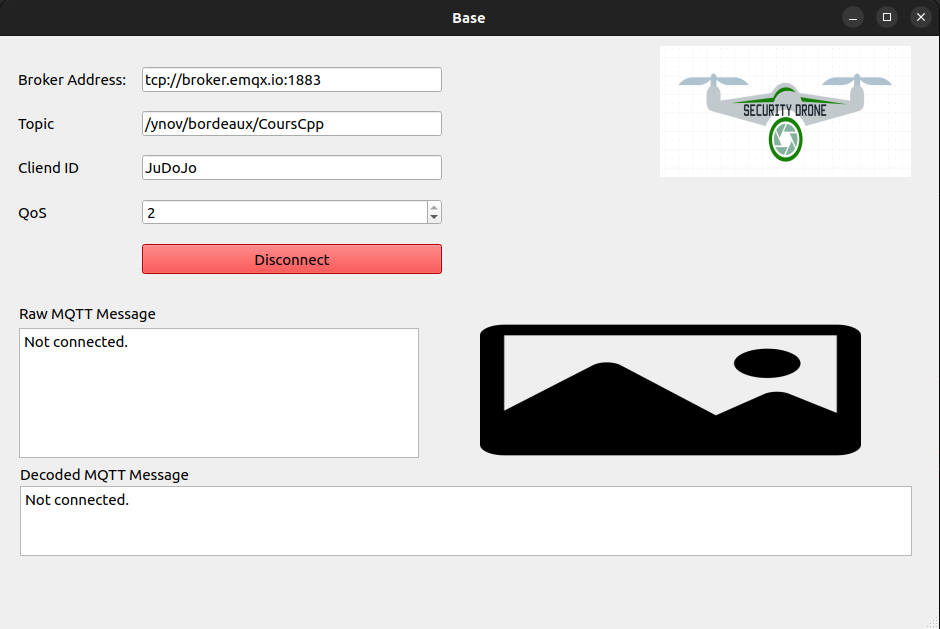 Base
Broker Address: tcp://broker.emqx.io:1883
Topic /ynov/bordeaux/CoursCpp
Cliend ID JuDoJo
QoS 2
Disconnect
SECURITY DRONE
Raw MQTT Message
Not connected.
Decoded MQTT Message
Not connected.